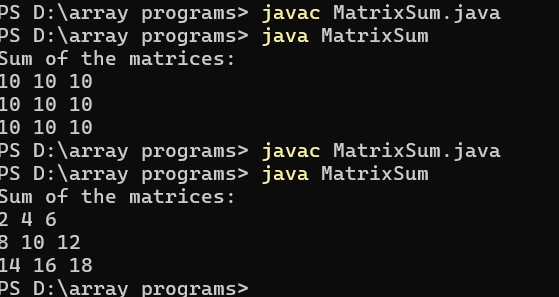 PS D:\array programs> javac MatrixSum.java
PS D:\array programs> java MatrixSum
Sum of the matrices:
10 10 10
10 10 10
10 10 10
PS D:\array programs> javac MatrixSum.java
PS D:\array programs> java MatrixSum
Sum of the matrices:
2 4 6
8 10 12
14 16 18
PS D:\array programs>